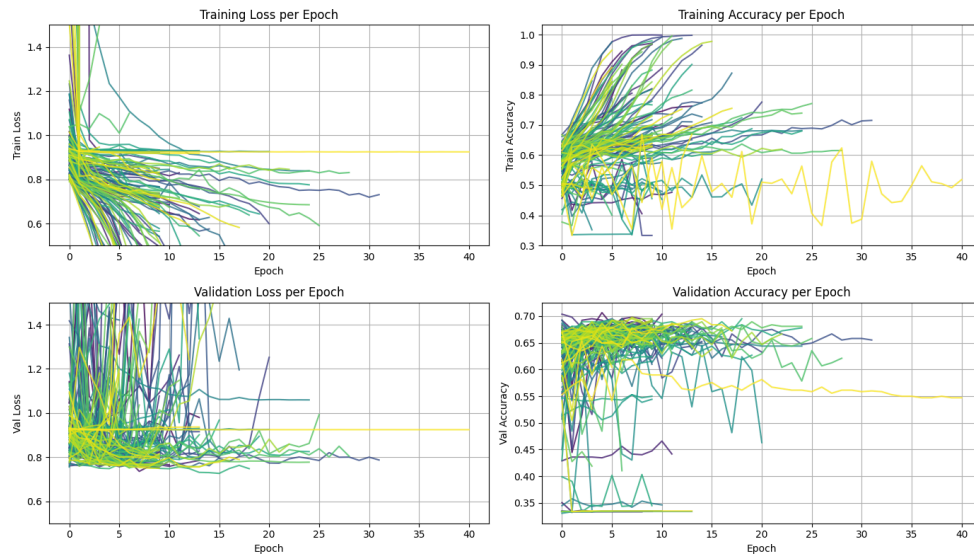 Training Loss per Epoch
Train Loss
1.4
1.2
1.0
0.8
0.6
0 5 10 15 20 25 30 35 40
Epoch
Training Accuracy per Epoch
Train Accuracy
1.0
0.9
0.8
0.7
0.6
0.5
0.4
0.3
0 5 10 15 20 25 30 35 40
Epoch
Validation Loss per Epoch
Val Loss
1.4
1.2
1.0
0.8
0.6
0 5 10 15 20 25 30 35 40
Epoch
Validation Accuracy per Epoch
Val Accuracy
0.70
0.65
0.60
0.55
0.50
0.45
0.40
0.35
0 5 10 15 20 25 30 35 40
Epoch